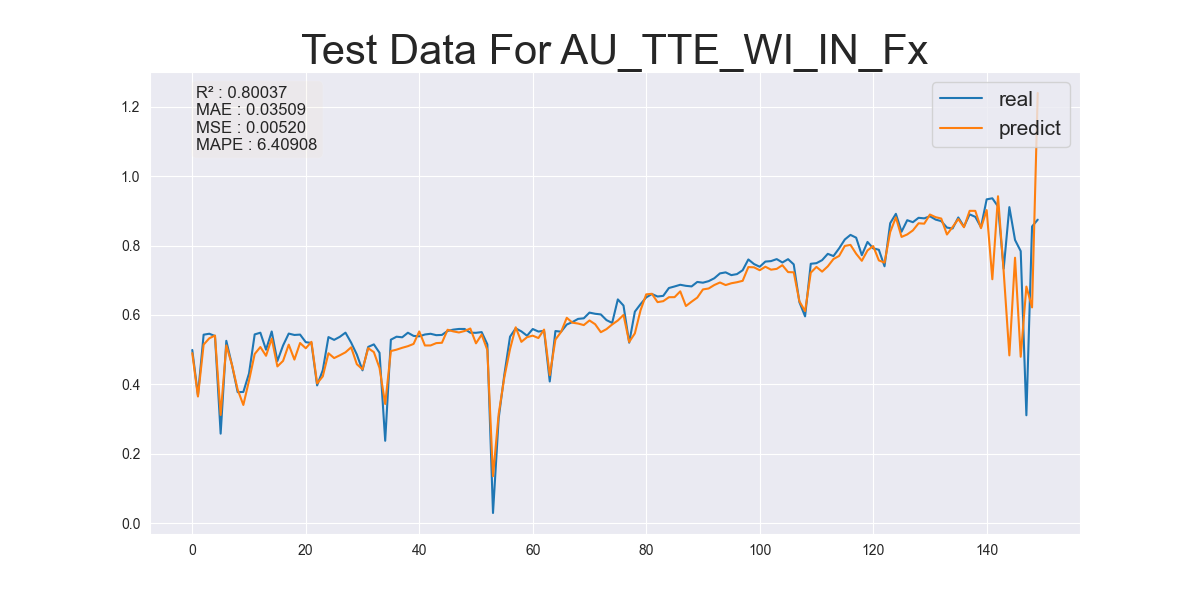 Test Data For AU_TTE_WI_IN_Fx
R² : 0.80037
MAE : 0.03509
MSE : 0.00520
MAPE : 6.40908
real
predict
1.2
1.0
0.8
0.6
0.4
0.2
0.0
0 20 40 60 80 100 120 140